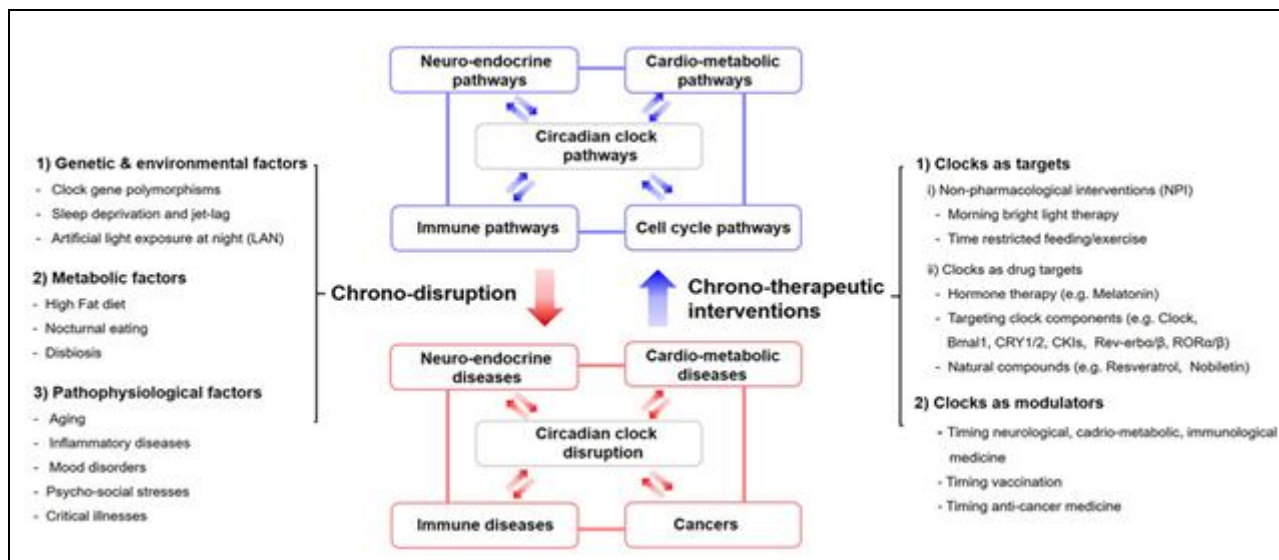 Neuro-endocrine
pathways
Cardio-metabolic
pathways
Circadian clock
pathways
Immune pathways
Cell cycle pathways
1) Genetic & environmental factors
- Clock gene polymorphisms
- Sleep deprivation and jet-lag
- Artificial light exposure at night (LAN)
2) Metabolic factors
- High Fat diet
- Nocturnal eating
- Disbiosis
3) Pathophysiological factors
- Aging
- Inflammatory diseases
- Mood disorders
- Psycho-social stresses
- Critical illnesses
Chrono-disruption
Chrono-therapeutic
interventions
Neuro-endocrine
diseases
Cardio-metabolic
diseases
Circadian clock
disruption
Immune diseases
Cancers
1) Clocks as targets
i) Non-pharmacological interventions (NPI)
- Morning bright light therapy
- Time restricted feeding/exercise
ii) Clocks as drug targets
- Hormone therapy (e.g. Melatonin)
- Targeting clock components (e.g. Clock,
Bmal1, CRY1/2, CKIs, Rev-erbα/β, RORα/β)
- Natural compounds (e.g. Resveratrol, Nobiletin)
2) Clocks as modulators
- Timing neurological, cadrio-metabolic, immunological
medicine
- Timing vaccination
- Timing anti-cancer medicine